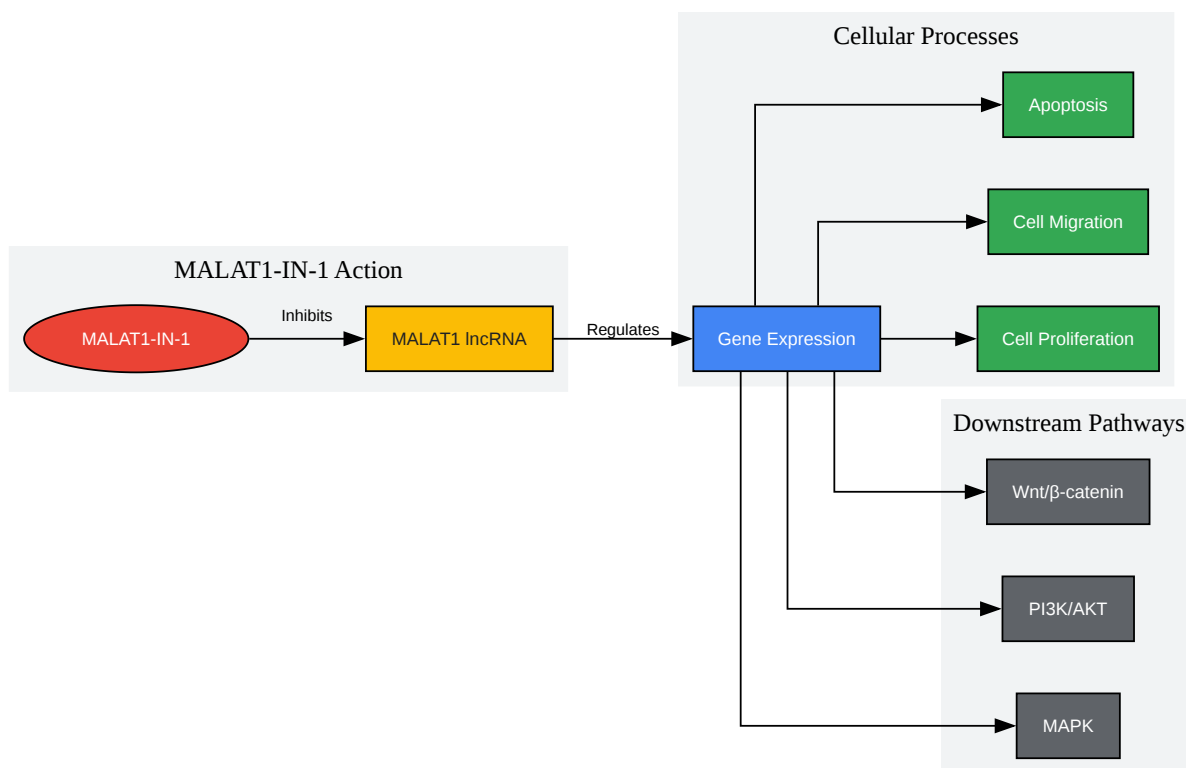 Cellular Processes
Apoptosis
Cell Migration
MALAT1-IN-1 Action
MALAT1-IN-1
Inhibits
MALAT1 lncRNA
Regulates
Gene Expression
Cell Proliferation
Downstream Pathways
Wnt/β-catenin
PI3K/AKT
MAPK